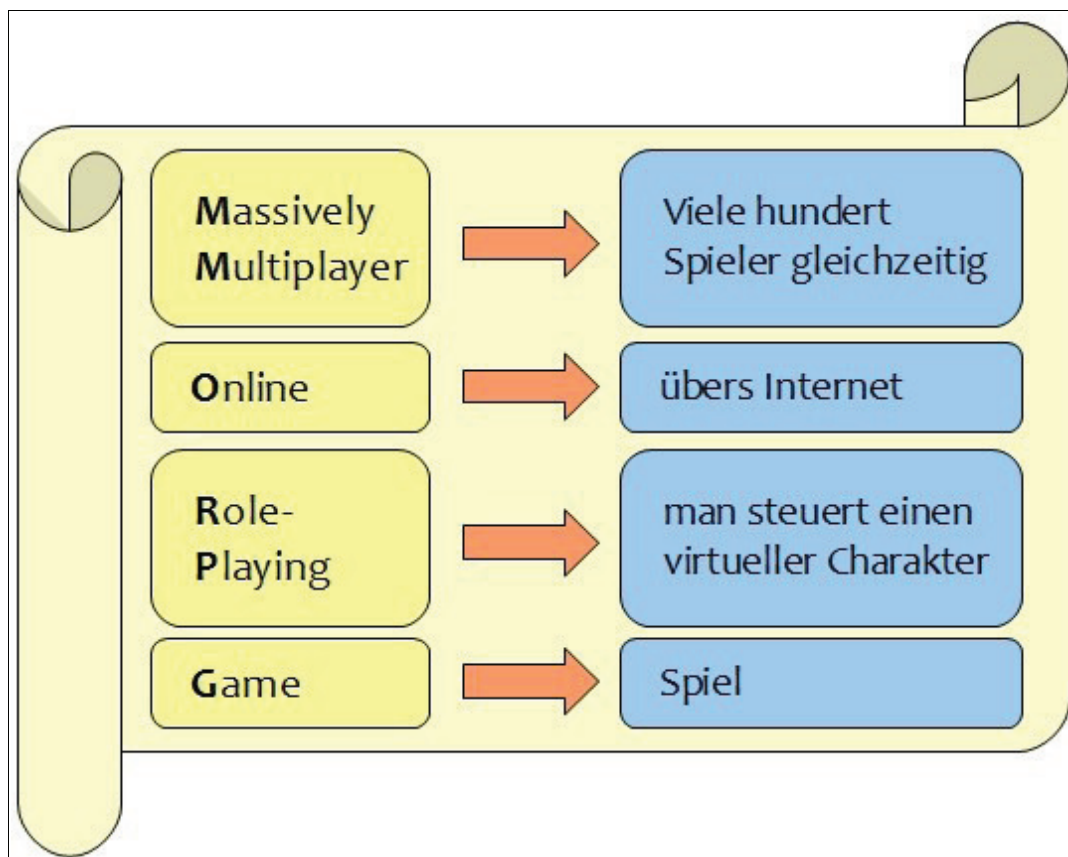 Massively
Multiplayer
Viele hundert
Spieler gleichzeitig
Online
übers Internet
Role-
Playing
man steuert einen
virtueller Charakter
Game
Spiel